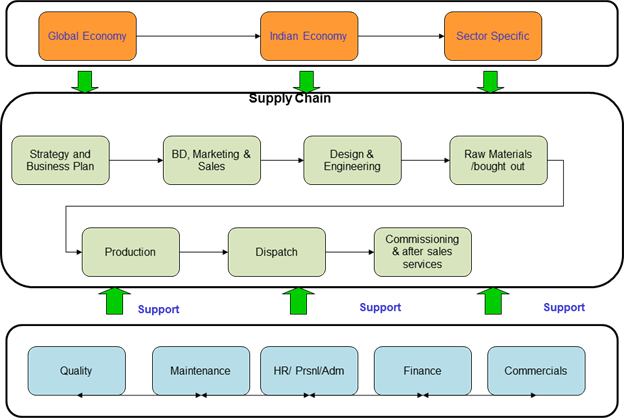 Global Economy
Indian Economy
Sector Specific
Supply Chain
Strategy and
Business Plan
BD, Marketing &
Sales
Design &
Engineering
Raw Materials
/bought out
Production
Dispatch
Commissioning
& after sales
services
Support
Support
Support
Quality
Maintenance
HR/ Prsnl/Adm
Finance
Commercials